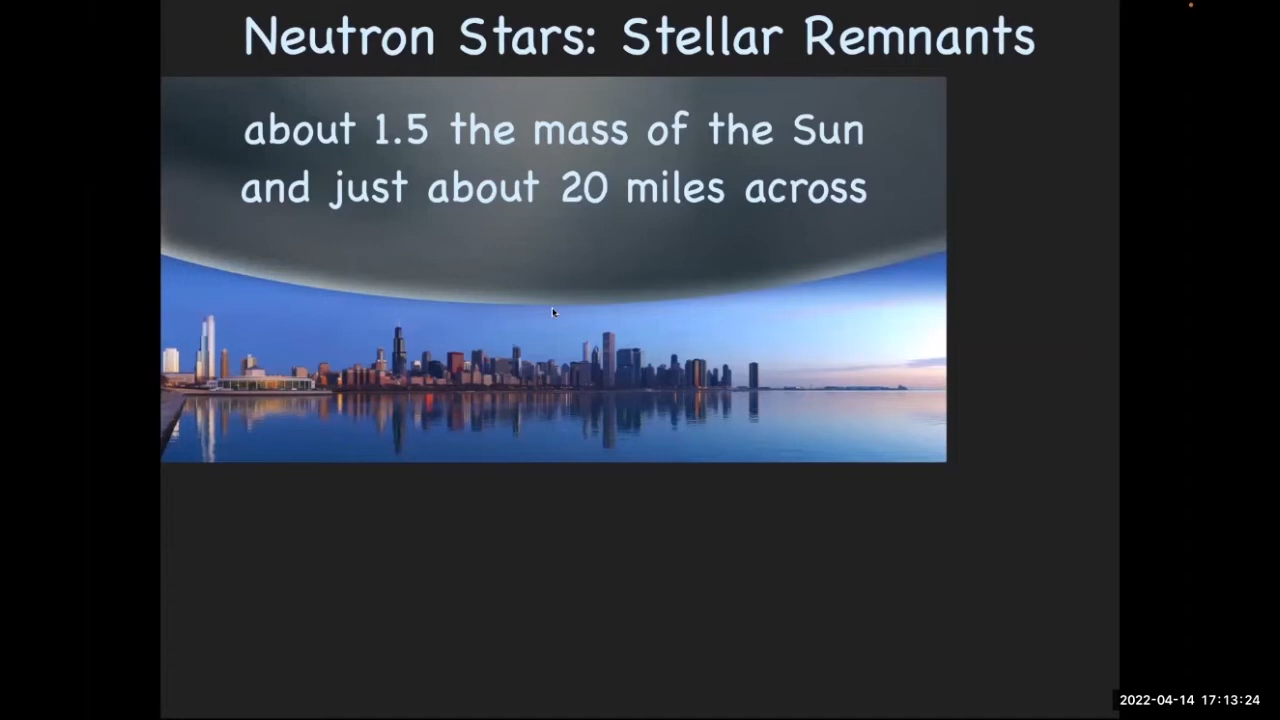 Neutron Stars: Stellar Remnants
about 1.5 the mass of the Sun
and just about 20 miles across
2022-04-14 17:13:24